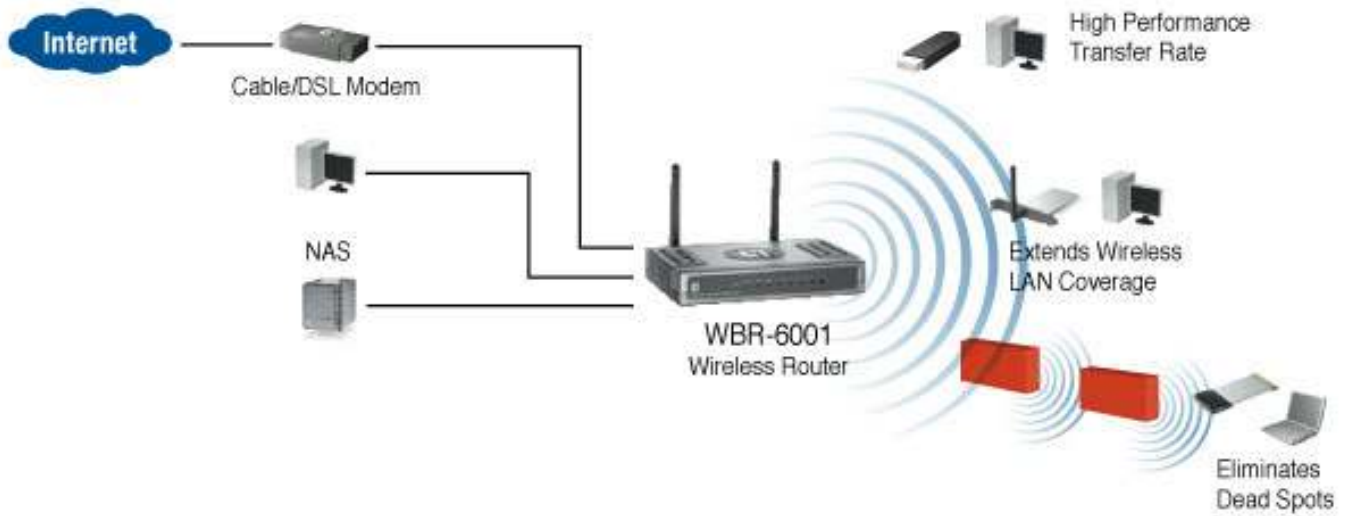 Internet
Cable/DSL Modem
NAS
WBR-6001
Wireless Router
High Performance
Transfer Rate
Extends Wireless
LAN Coverage
Eliminates
Dead Spots